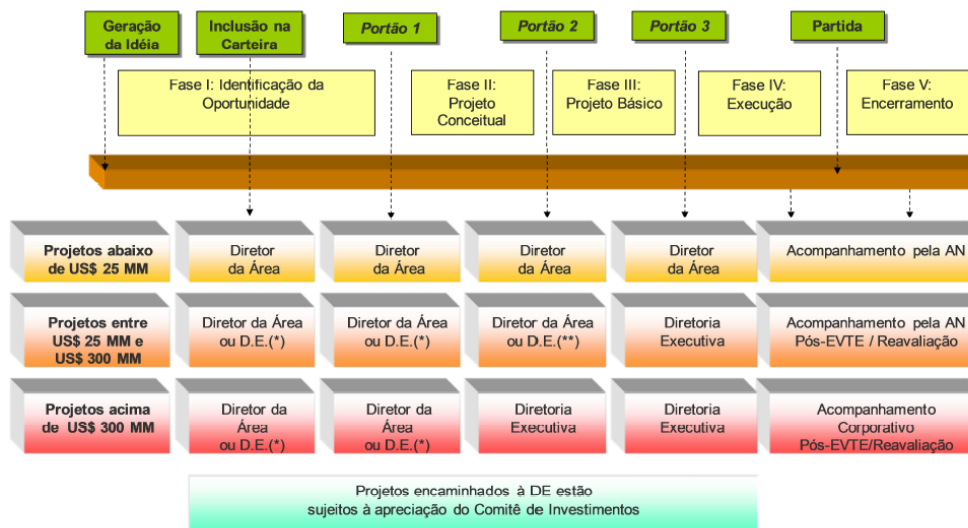 Geração
da Idéia
Inclusão na
Carteira
Portão 1
Portão 2
Portão 3
Partida
Fase I: Identificação da
Oportunidade
Fase II:
Projeto
Conceitual
Fase III:
Projeto Básico
Fase IV:
Execução
Fase V:
Encerramento
Projetos abaixo
de US$ 25 MM
Diretor
da Área
Diretor
da Área
Diretor
da Área
Diretor
da Área
Acompanhamento pela AN
Projetos entre
US$ 25 MM e
US$ 300 MM
Diretor da Área
ou D.E.(*)
Diretor da Área
ou D.E.(*)
Diretor da Área
ou D.E.(**)
Diretoria
Executiva
Acompanhamento pela AN
Pós-EVTE / Reavaliação
Projetos acima
de US$ 300 MM
Diretor da
Área
ou D.E.(*)
Diretor da
Área
ou D.E.(*)
Diretoria
Executiva
Diretoria
Executiva
Acompanhamento
Corporativo
Pós-EVTE/Reavaliação
Projetos encaminhados à DE estão
sujeitos à apreciação do Comitê de Investimentos